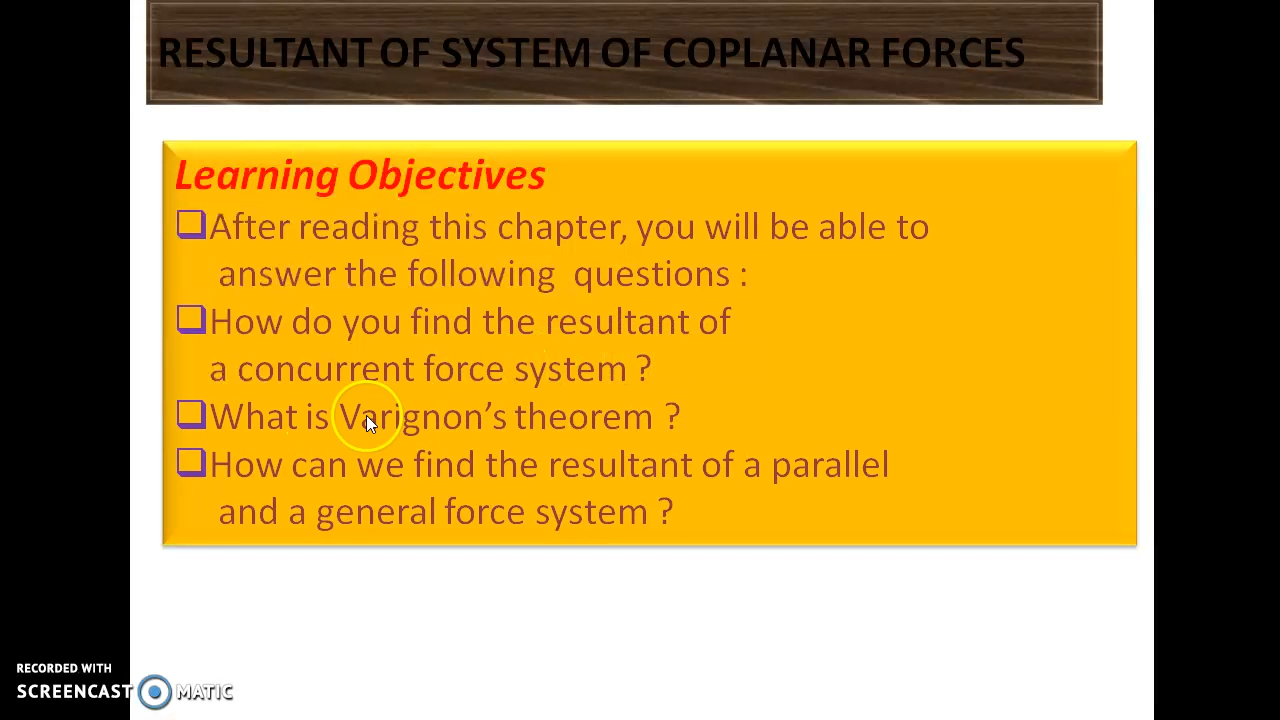 RESULTANT OF SYSTEM OF COPLANAR FORCES
Learning Objectives
After reading this chapter, you will be able to
answer the following questions :
How do you find the resultant of
a concurrent force system ?
What is Varignon’s theorem ?
How can we find the resultant of a parallel
and a general force system ?
RECORDED WITH
SCREENCAST MATIC